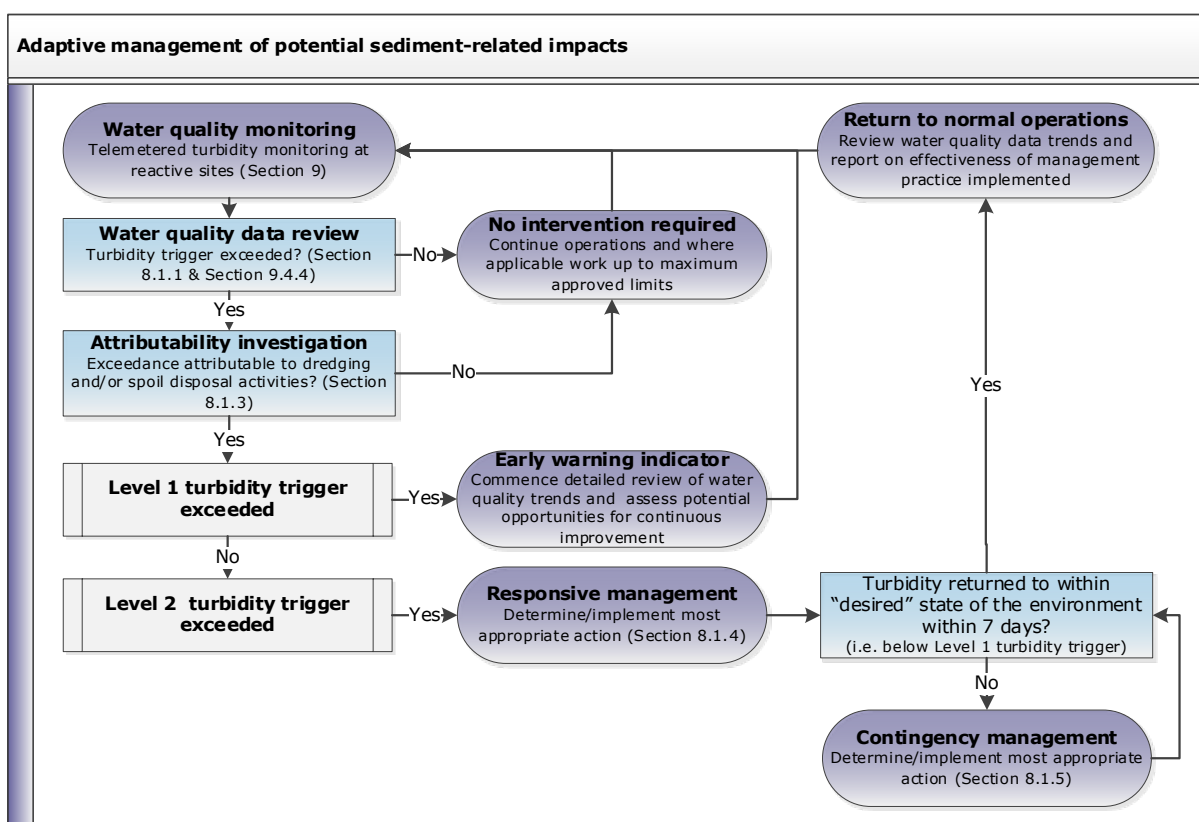 Adaptive management of potential sediment-related impacts
Water quality monitoring
Telemetered turbidity monitoring at
reactive sites (Section 9)
Return to normal operations
Review water quality data trends and
report on effectiveness of management
practice implemented
Water quality data review
Turbidity trigger exceeded? (Section
8.1.1 & Section 9.4.4)
No
No intervention required
Continue operations and where
applicable work up to maximum
approved limits
Yes
Attributability investigation
Exceedance attributable to dredging
and/or spoil disposal activities? (Section
8.1.3)
No
Yes
Yes
Level 1 turbidity trigger
exceeded
Yes
Early warning indicator
Commence detailed review of water
quality trends and  assess potential
opportunities for continuous
improvement
No
Level 2  turbidity trigger
exceeded
Yes
Responsive management
Determine/implement most
appropriate action (Section 8.1.4)
Turbidity returned to within
“desired” state of the environment
within 7 days?
(i.e. below Level 1 turbidity trigger)
No
Contingency management
Determine/implement most appropriate
action (Section 8.1.5)